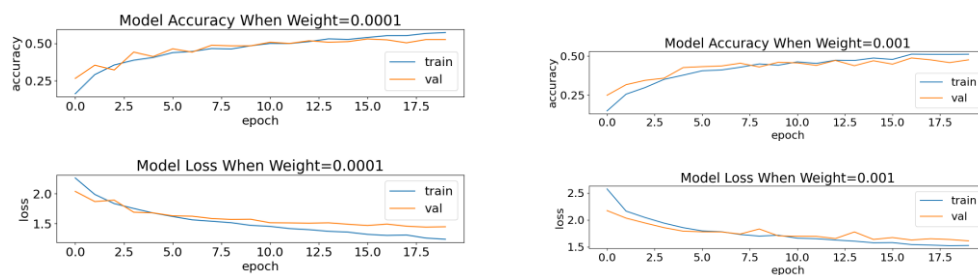 Model Accuracy When Weight=0.0001
accuracy
0.50
0.25
train
val
0.0 2.5 5.0 7.5 10.0 12.5 15.0 17.5
epoch
Model Loss When Weight=0.0001
loss
2.0
1.5
train
val
0.0 2.5 5.0 7.5 10.0 12.5 15.0 17.5
epoch
Model Accuracy When Weight=0.001
accuracy
0.50
0.25
train
val
0.0 2.5 5.0 7.5 10.0 12.5 15.0 17.5
epoch
Model Loss When Weight=0.001
loss
2.5
2.0
1.5
train
val
0.0 2.5 5.0 7.5 10.0 12.5 15.0 17.5
epoch